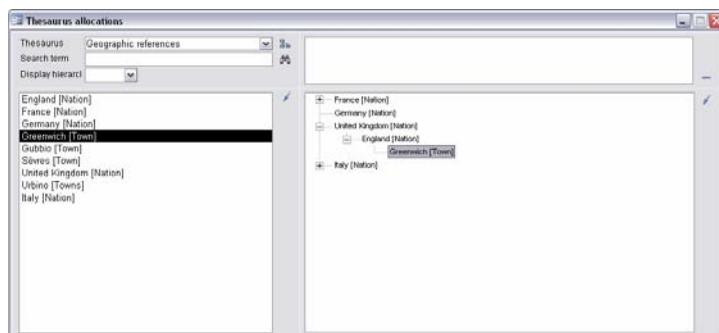 Thesaurus allocations
Thesaurus
Geographic references
Search term
Display hierarcl
England [Nation]
France [Nation]
Germany [Nation]
Greenwich [Town]
Gubbio [Town]
Sèvres [Town]
United Kingdom [Nation]
Urbino [Towns]
Italy [Nation]
France [Nation]
Germany [Nation]
United Kingdom [Nation]
England [Nation]
Greenwich [Town]
Italy [Nation]